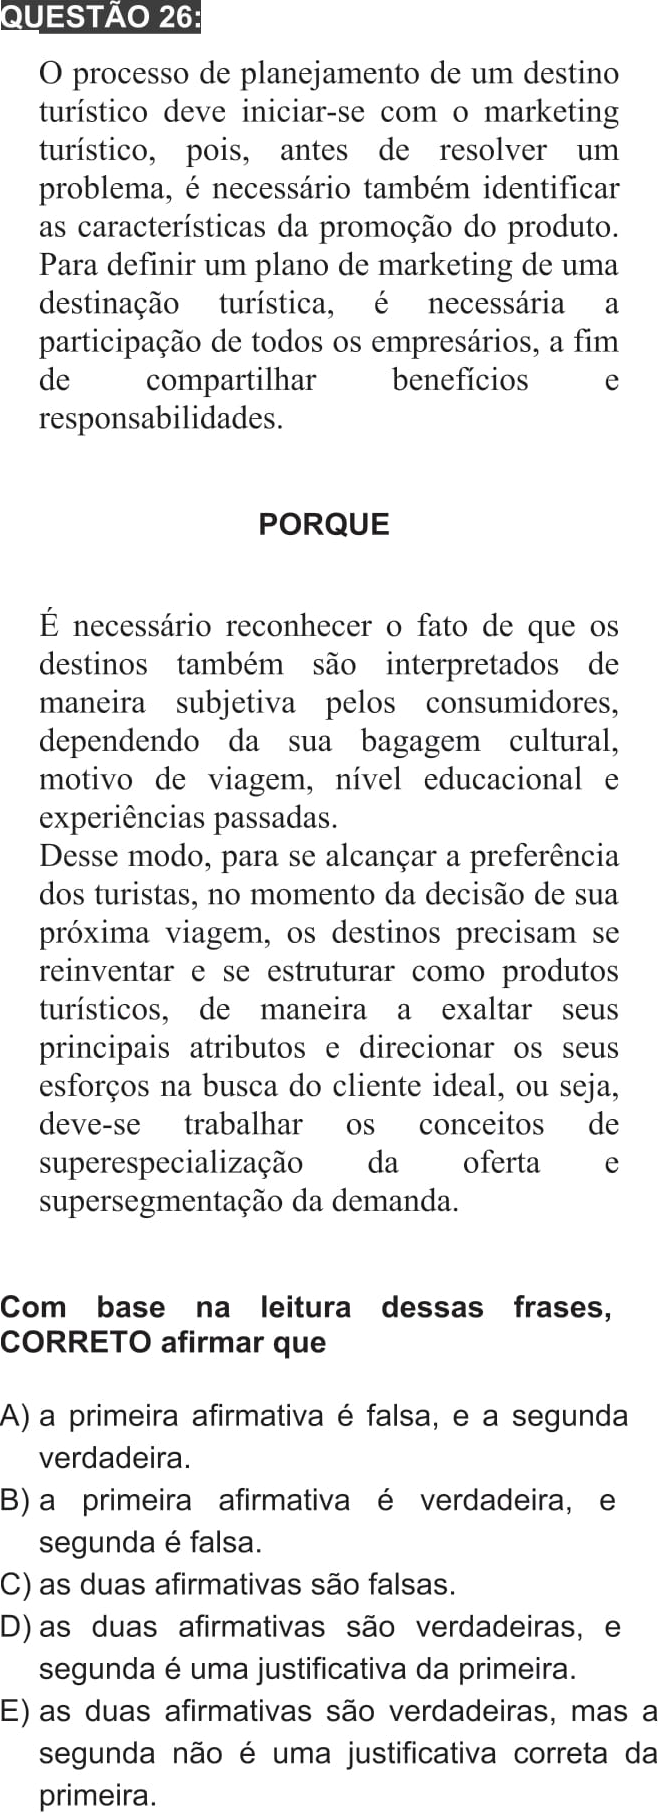 QUESTÃO 26:
O processo de planejamento de um destino
turístico deve iniciar-se com o marketing
turístico, pois, antes de resolver um
problema, é necessário também identificar
as características da promoção do produto.
Para definir um plano de marketing de uma
destinação turística, é necessária a
participação de todos os empresários, a fim
de compartilhar benefícios e
responsabilidades.
PORQUE
É necessário reconhecer o fato de que os
destinos também são interpretados de
maneira subjetiva pelos consumidores,
dependendo da sua bagagem cultural,
motivo de viagem, nível educacional e
experiências passadas.
Desse modo, para se alcançar a preferência
dos turistas, no momento da decisão de sua
próxima viagem, os destinos precisam se
reinventar e se estruturar como produtos
turísticos, de maneira a exaltar seus
principais atributos e direcionar os seus
esforços na busca do cliente ideal, ou seja,
deve-se trabalhar os conceitos de
superespecialização da oferta e
supersegmentação da demanda.
Com base na leitura dessas frases,
CORRETO afirmar que
A) a primeira afirmativa é falsa, e a segunda
verdadeira.
B) a primeira afirmativa é verdadeira, e
segunda é falsa.
C) as duas afirmativas são falsas.
D) as duas afirmativas são verdadeiras, e
segunda é uma justificativa da primeira.
E) as duas afirmativas são verdadeiras, mas a
segunda não é uma justificativa correta da
primeira.